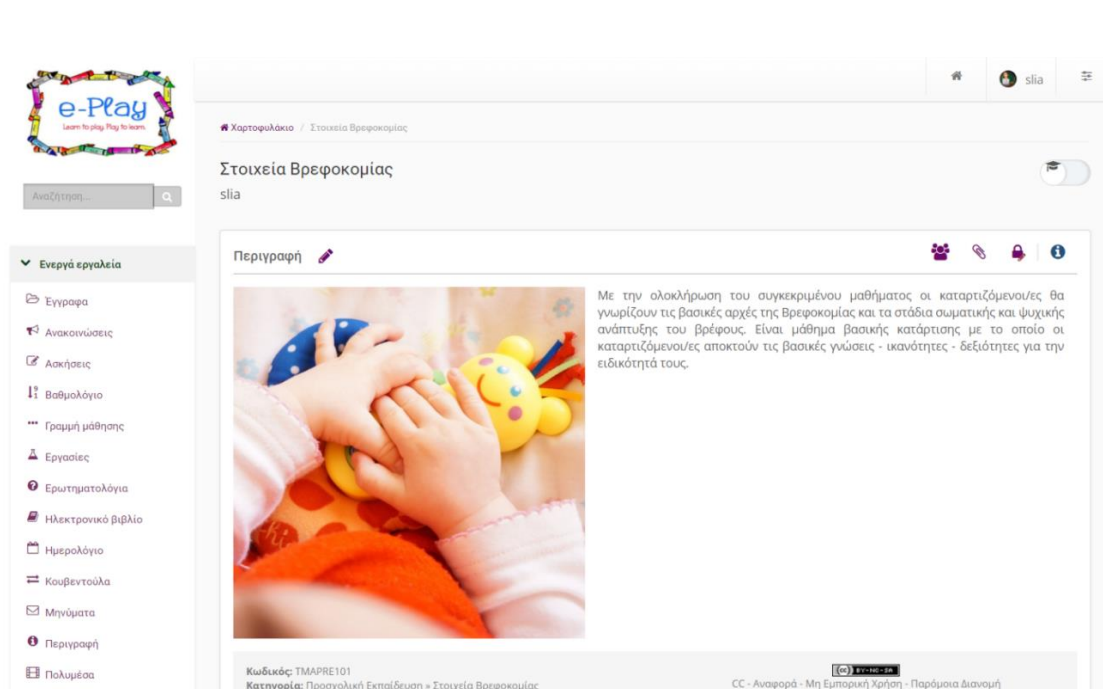 e-Play
Learn to play. Play to learn.
slia
Χαρτοφυλάκιο / Στοιχεία Βρεφοκομίας
Στοιχεία Βρεφοκομίας
slia
Αναζήτηση...
Ενεργά εργαλεία
Έγγραφα
Ανακοινώσεις
Ασκήσεις
Βαθμολόγιο
Γραμμή μάθησης
Εργασίες
Ερωτηματολόγια
Ηλεκτρονικό βιβλίο
Ημερολόγιο
Κουβεντούλα
Μηνύματα
Περιγραφή
Πολυμέσα
Περιγραφή
Με την ολοκλήρωση του συγκεκριμένου μαθήματος οι καταρτιζόμενοι/ες θα
γνωρίζουν τις βασικές αρχές της Βρεφοκομίας και τα στάδια σωματικής και ψυχικής
ανάπτυξης του βρέφους. Είναι μάθημα βασικής κατάρτισης με το οποίο οι
καταρτιζόμενοι/ες αποκτούν τις βασικές γνώσεις - ικανότητες - δεξιότητες για την
ειδικότητά τους.
Κωδικός: TMAPRE101
Κατηγορία: Προσχολική Εκπαίδευση » Στοιχεία Βρεφοκομίας
(cc) BY-NC-SA
CC - Αναφορά - Μη Εμπορική Χρήση - Παρόμοια Διανομή